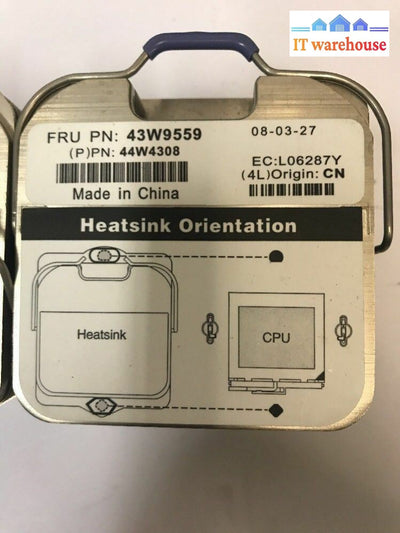 IT warehouse
FRU PN: 43W9559
08-03-27
(P)PN: 44W4308
EC:L06287Y
(4L)Origin: CN
Made in China
Heatsink Orientation
Heatsink
CPU